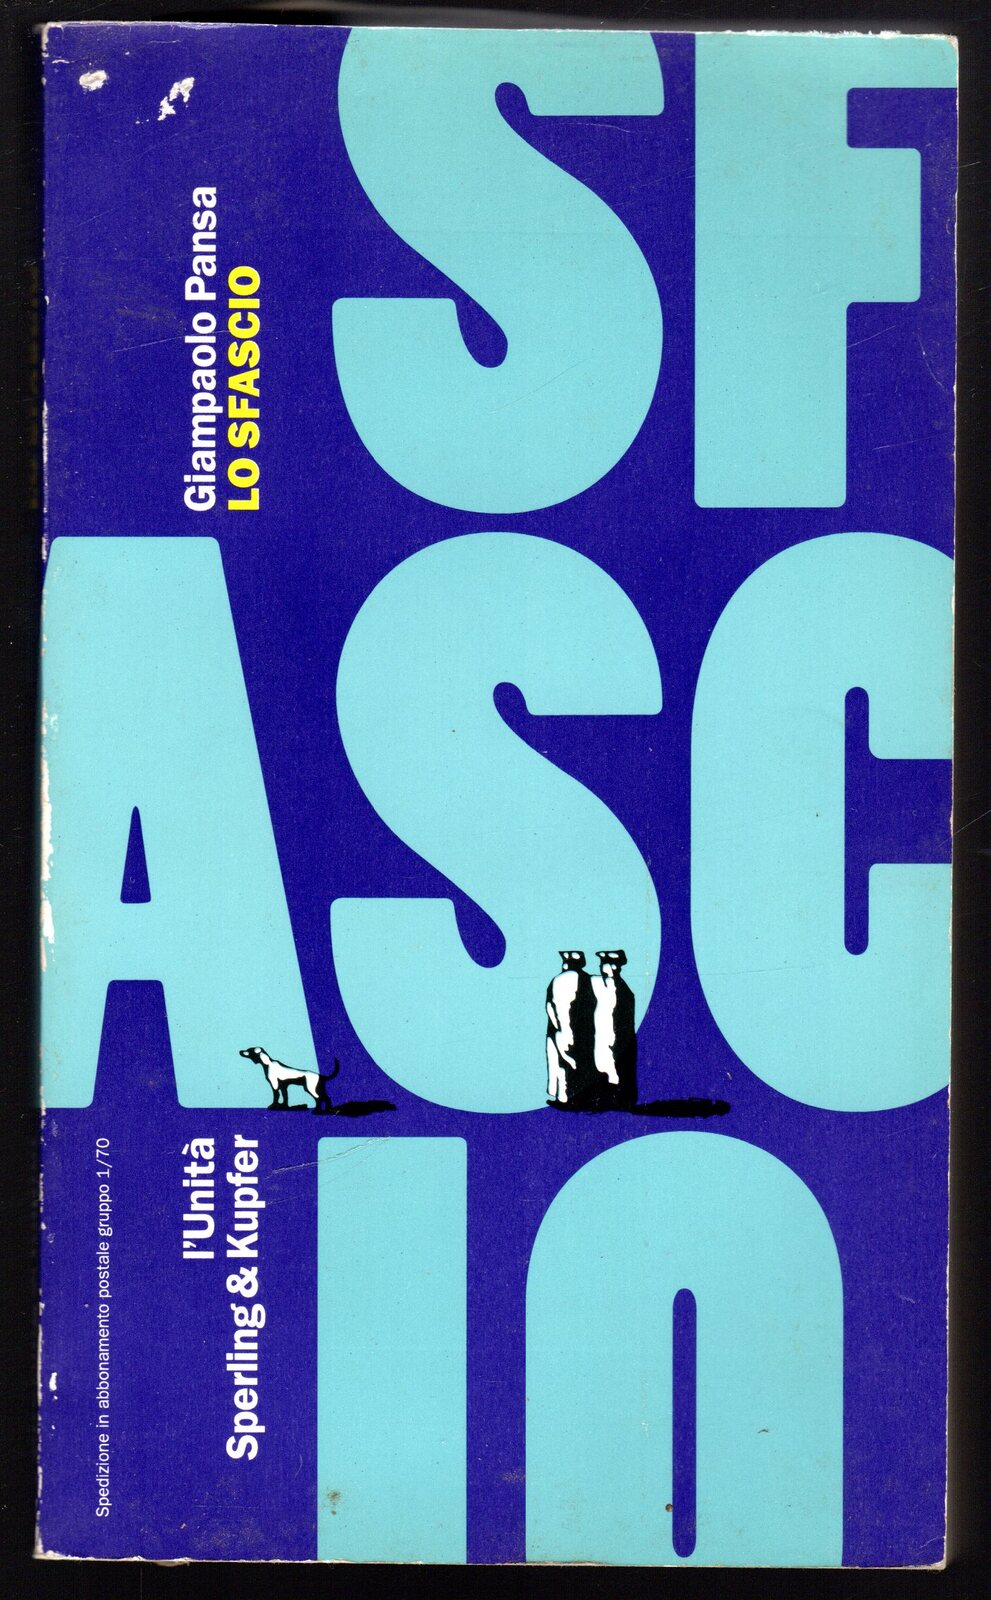 Giampaolo Pansa
LO SFASCIO
SF
ASC
IO
l'Unità
Sperling & Kupfer
Spedizione in abbonamento postale gruppo 1/70